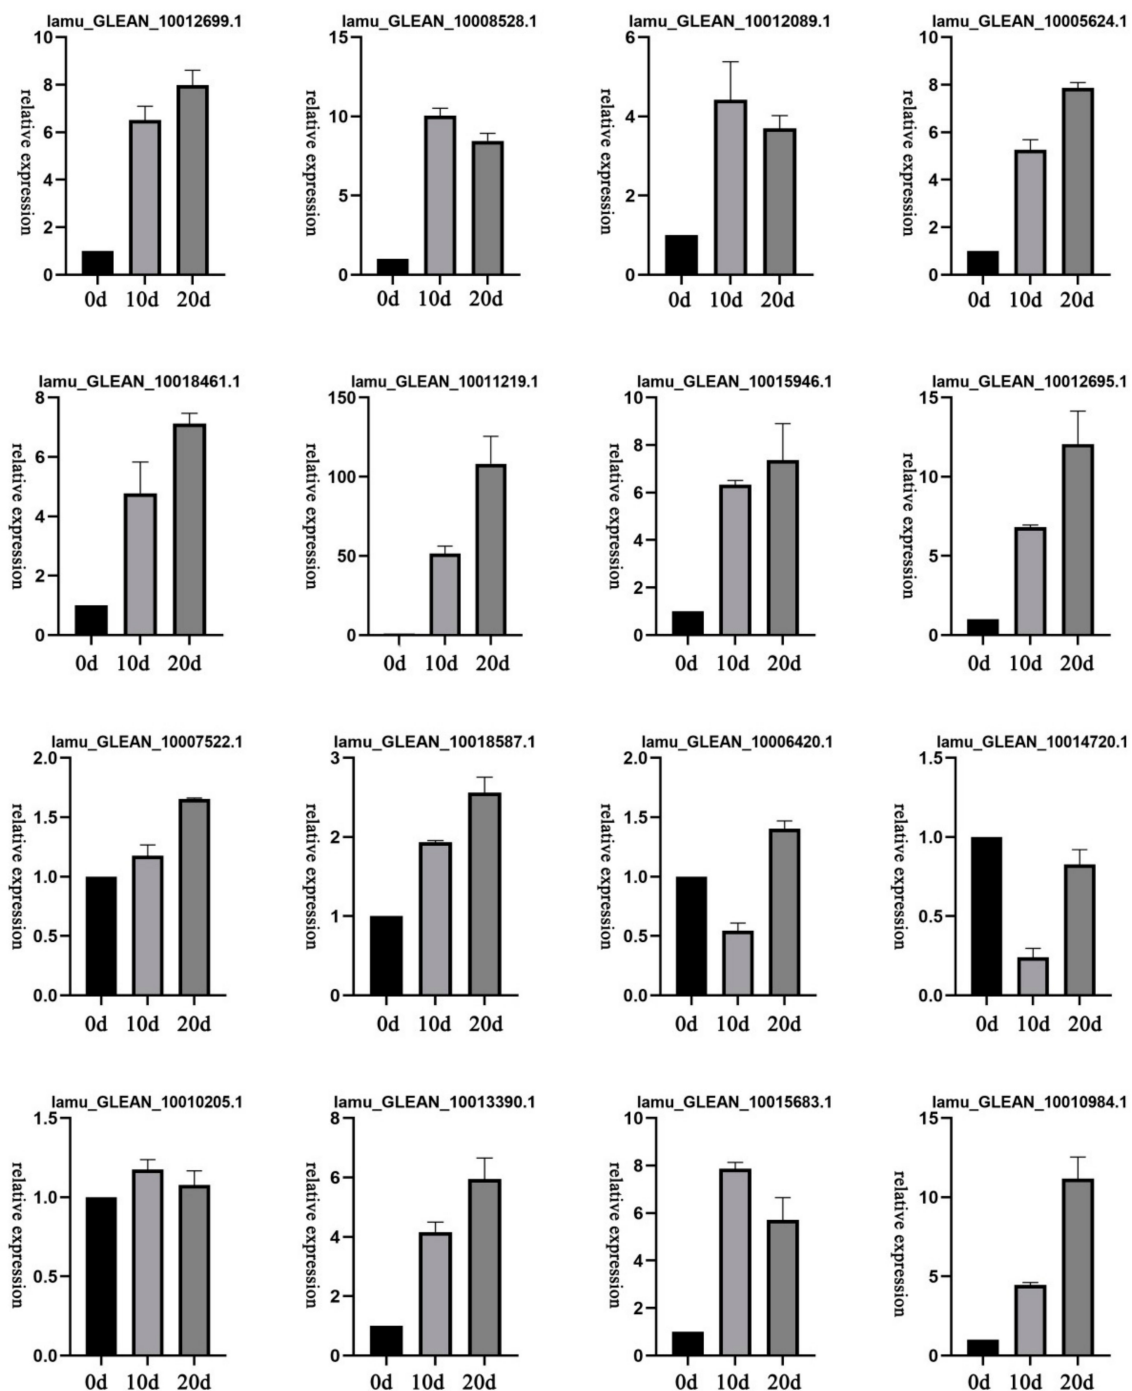 lamu_GLEAN_10012699.1
relative expression
10
8
6
4
2
0
0d 10d 20d
lamu_GLEAN_10008528.1
relative expression
15
10
5
0
0d 10d 20d
lamu_GLEAN_10012089.1
relative expression
6
4
2
0
0d 10d 20d
lamu_GLEAN_10005624.1
relative expression
10
8
6
4
2
0
0d 10d 20d
lamu_GLEAN_10018461.1
relative expression
8
6
4
2
0
0d 10d 20d
lamu_GLEAN_10011219.1
relative expression
150
100
50
0
0d 10d 20d
lamu_GLEAN_10015946.1
relative expression
10
8
6
4
2
0
0d 10d 20d
lamu_GLEAN_10012695.1
relative expression
15
10
5
0
0d 10d 20d
lamu_GLEAN_10007522.1
relative expression
2.0
1.5
1.0
0.5
0.0
0d 10d 20d
lamu_GLEAN_10018587.1
relative expression
3
2
1
0
0d 10d 20d
lamu_GLEAN_10006420.1
relative expression
2.0
1.5
1.0
0.5
0.0
0d 10d 20d
lamu_GLEAN_10014720.1
relative expression
1.5
1.0
0.5
0.0
0d 10d 20d
lamu_GLEAN_10010205.1
relative expression
1.5
1.0
0.5
0.0
0d 10d 20d
lamu_GLEAN_10013390.1
relative expression
8
6
4
2
0
0d 10d 20d
lamu_GLEAN_10015683.1
relative expression
10
8
6
4
2
0
0d 10d 20d
lamu_GLEAN_10010984.1
relative expression
15
10
5
0
0d 10d 20d